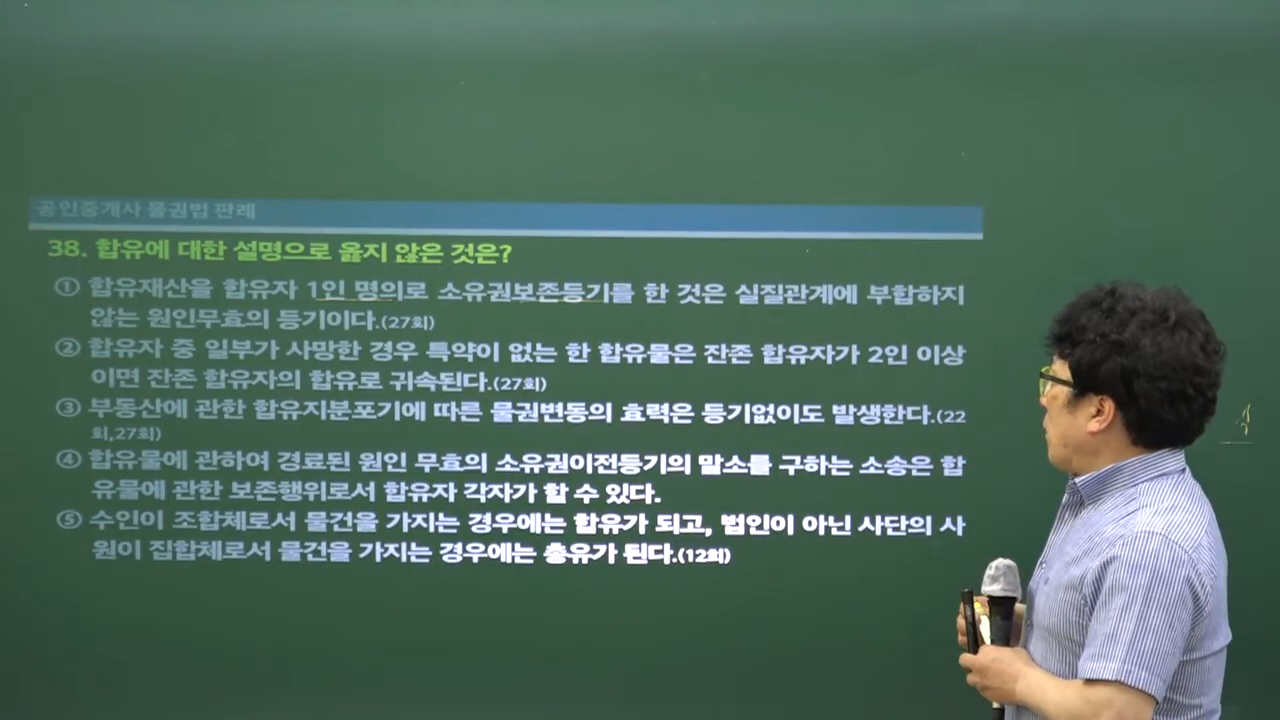 공인중개사 물권법 판례
38. 합유에 대한 설명으로 옳지 않은 것은?
① 합유재산을 합유자 1인 명의로 소유권보존등기를 한 것은 실질관계에 부합하지
않는 원인무효의 등기이다.(27회)
② 합유자 중 일부가 사망한 경우 특약이 없는 한 합유물은 잔존 합유자가 2인 이상
이면 잔존 합유자의 합유로 귀속된다.(27회)
③ 부동산에 관한 합유지분포기에 따른 물권변동의 효력은 등기없이도 발생한다.(22
회,27회)
④ 합유물에 관하여 경료된 원인 무효의 소유권이전등기의 말소를 구하는 소송은 합
유물에 관한 보존행위로서 합유자 각자가 할 수 있다.
⑤ 수인이 조합체로서 물건을 가지는 경우에는 합유가 되고, 법인이 아닌 사단의 사
원이 집합체로서 물건을 가지는 경우에는 총유가 된다.(12회)